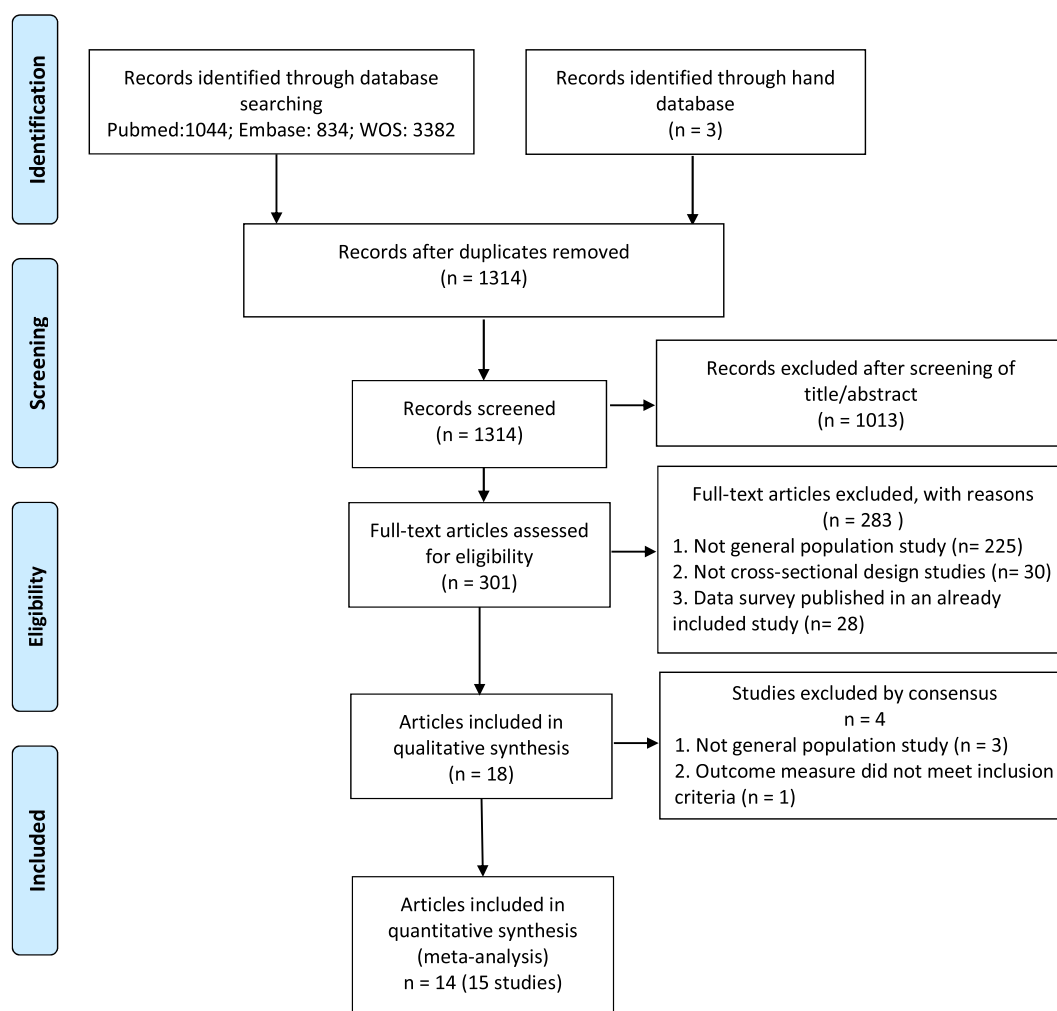 Identification
Records identified through database
searching
Pubmed:1044; Embase: 834; WOS: 3382
Records identified through hand
database
(n = 3)
Records after duplicates removed
(n = 1314)
Screening
Records screened
(n = 1314)
Records excluded after screening of
title/abstract
(n = 1013)
Eligibility
Full-text articles assessed
for eligibility
n = 301)
Full-text articles excluded, with reasons
(n = 283 )
1. Not general population study (n= 225)
2. Not cross-sectional design studies (n= 30)
3. Data survey published in an already
included study (n= 28)
Articles included in
qualitative synthesis
(n = 18)
Studies excluded by consensus
n = 4
1. Not general population study (n = 3)
2. Outcome measure did not meet inclusion
criteria (n = 1)
Included
Articles included in
quantitative synthesis
(meta-analysis)
n = 14 (15 studies)